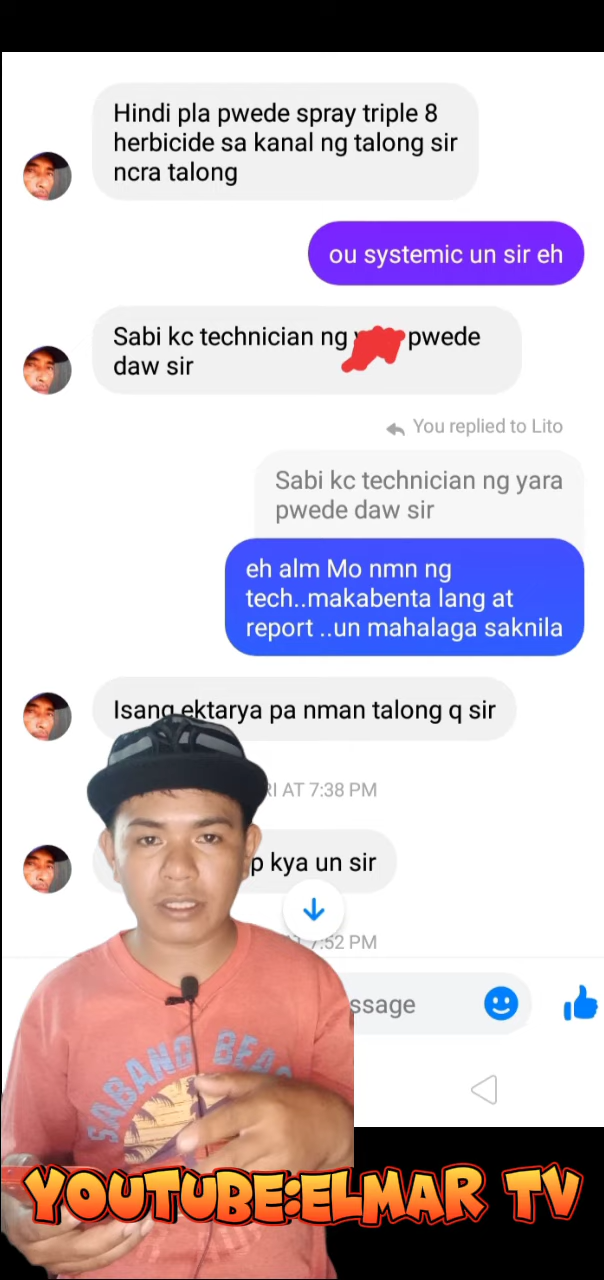 Hindi pla pwede spray triple 8
herbicide sa kanal ng talong sir
ncra talong
ou systemic un sir eh
Sabi kc technician ng pwede
daw sir
You replied to Lito
Sabi kc technician ng yara
pwede daw sir
eh alm Mo nmn ng
tech..makabenta lang at
report ..un mahalaga saknila
Isang ektarya pa nman talong q sir
AT 7:38 PM
kya un sir
7:52 PM
SABANG
YOUTUBE:ELMAR TV